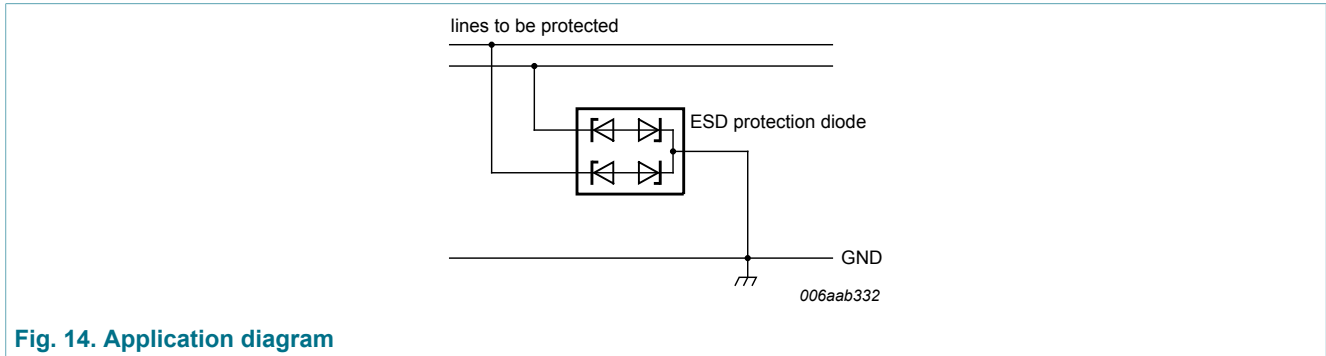 lines to be protected
ESD protection diode
GND
006aab332
Fig. 14. Application diagram